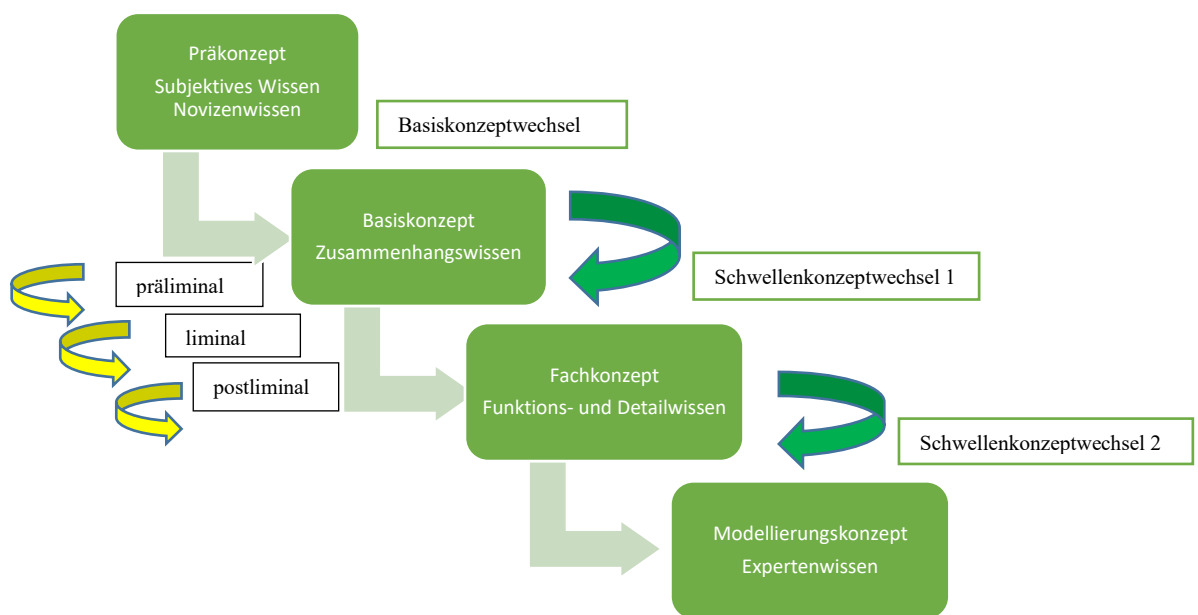 Präkonzept
Subjektives Wissen
Novizenwissen
Basiskonzeptwechsel
Basiskonzept
Zusammenhangswissen
präliminal
liminal
postliminal
Schwellenkonzeptwechsel 1
Fachkonzept
Funktions- und Detailwissen
Schwellenkonzeptwechsel 2
Modellierungskonzept
Expertenwissen